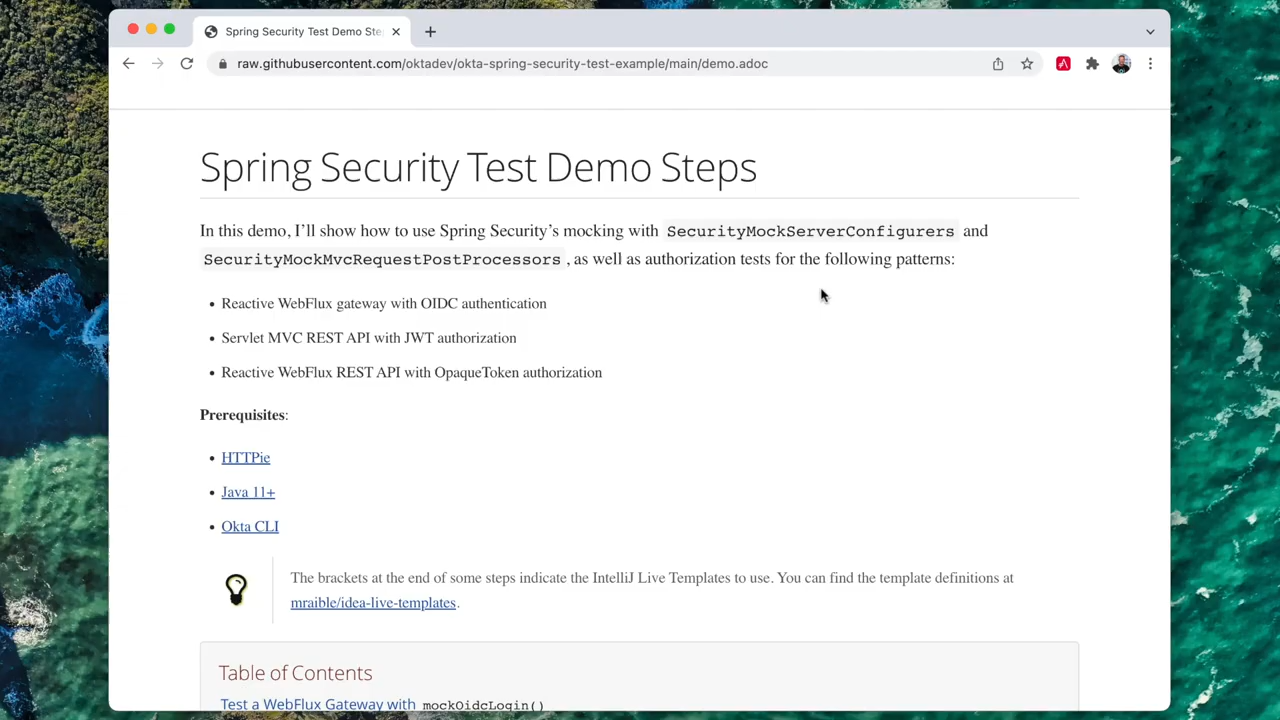 Spring Security Test Demo Ste
raw.githubusercontent.com/oktadev/okta-spring-security-test-example/main/demo.adoc
Spring Security Test Demo Steps
In this demo, I’ll show how to use Spring Security’s mocking with SecurityMockServerConfigurers and
SecurityMockMvcRequestPostProcessors , as well as authorization tests for the following patterns:
• Reactive WebFlux gateway with OIDC authentication
• Servlet MVC REST API with JWT authorization
• Reactive WebFlux REST API with OpaqueToken authorization
Prerequisites:
• HTTPie
• Java 11+
• Okta CLI
The brackets at the end of some steps indicate the IntelliJ Live Templates to use. You can find the template definitions at
mraible/idea-live-templates.
Table of Contents
Test a WebFlux Gateway with mockOidcLogin()